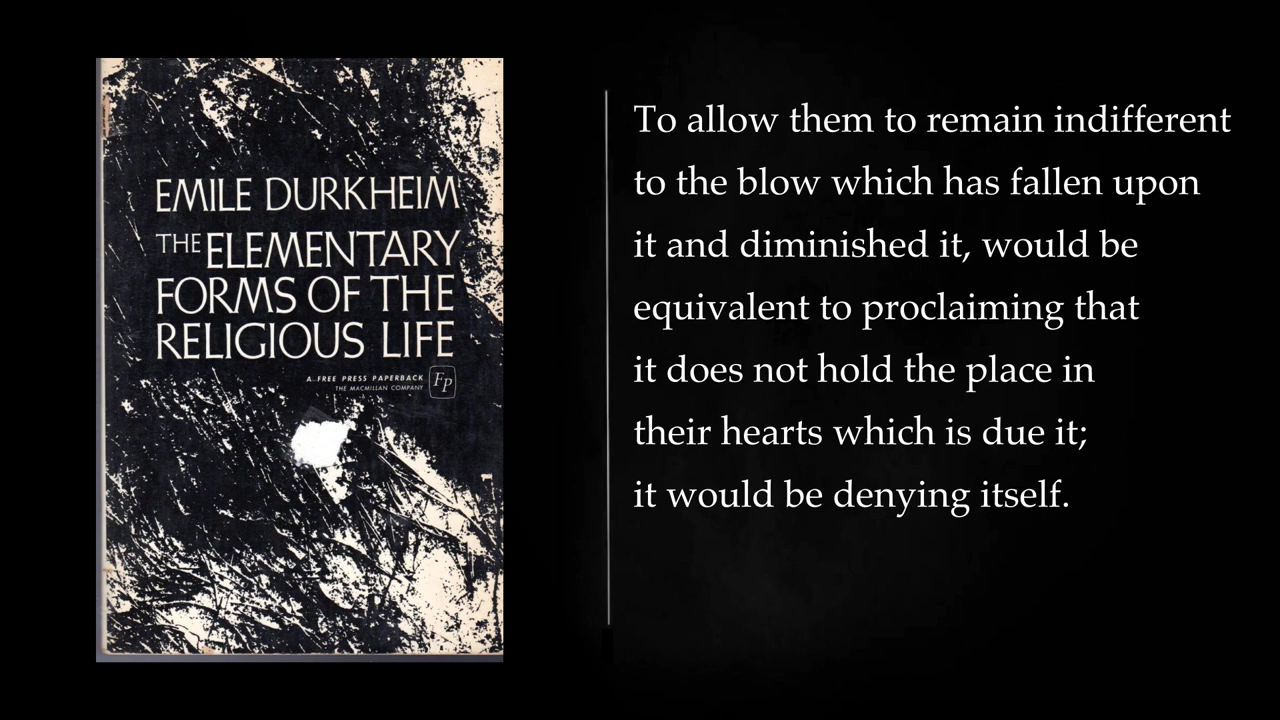 EMILE DURKHEIM
THE ELEMENTARY
FORMS OF THE
RELIGIOUS LIFE
A FREE PRESS PAPERBACK
THE MACMILLAN COMPANY
FP
To allow them to remain indifferent
to the blow which has fallen upon
it and diminished it, would be
equivalent to proclaiming that
it does not hold the place in
their hearts which is due it;
it would be denying itself.